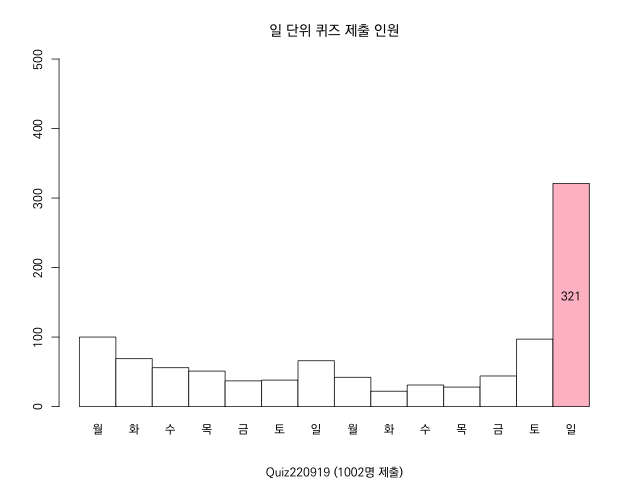 일 단위 퀴즈 제출 인원
500
400
300
200
100
0
321
월 화 수 목 금 토 일 월 화 수 목 금 토 일
Quiz220919 (1002명 제출)